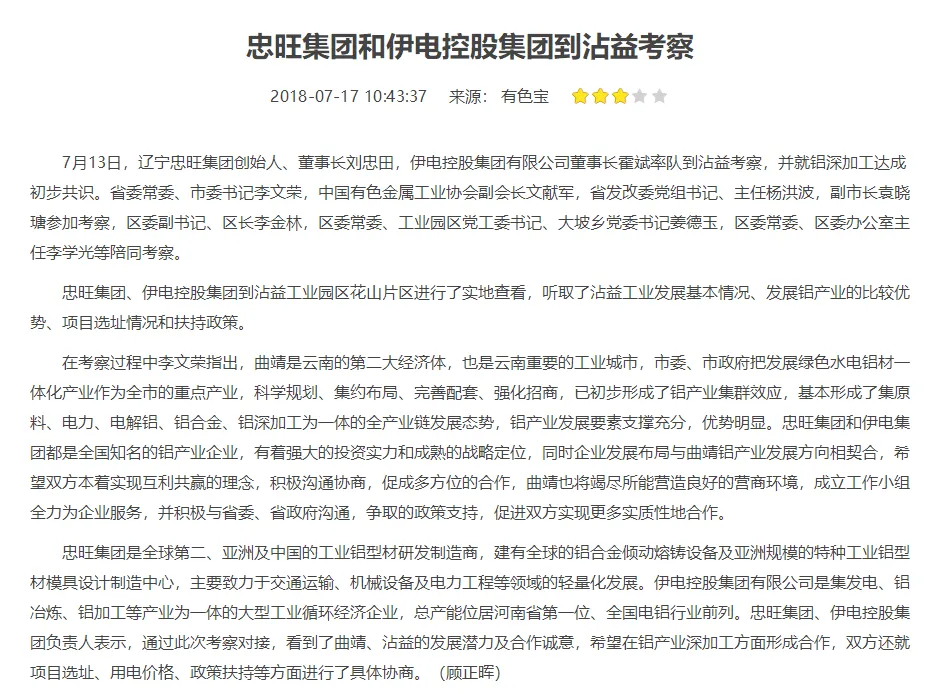 忠旺集团和伊电控股集团到沾益考察
2018-07-17 10:43:37 来源： 有色宝
7月13日，辽宁忠旺集团创始人、董事长刘忠田，伊电控股集团有限公司董事长霍斌率队到沾益考察，并就铝深加工达成
初步共识。省委常委、市委书记李文荣，中国有色金属工业协会副会长文献军，省发改委党组书记、主任杨洪波，副市长袁晓
瑭参加考察，区委副书记、区长李金林，区委常委、工业园区党工委书记、大坡乡党委书记姜德玉，区委常委、区委办公室主
任李学光等陪同考察。
忠旺集团、伊电控股集团到沾益工业园区花山片区进行了实地查看，听取了沾益工业发展基本情况、发展铝产业的比较优
势、项目选址情况和扶持政策。
在考察过程中李文荣指出，曲靖是云南的第二大经济体，也是云南重要的工业城市，市委、市政府把发展绿色水电铝材一
体化产业作为全市的重点产业，科学规划、集约布局、完善配套、强化招商，已初步形成了铝产业集群效应，基本形成了集原
料、电力、电解铝、铝合金、铝深加工为一体的全产业链发展态势，铝产业发展要素支撑充分，优势明显。忠旺集团和伊电集
团都是全国知名的铝产业企业，有着强大的投资实力和成熟的战略定位，同时企业发展布局与曲靖铝产业发展方向相契合，希
望双方本着实现互利共赢的理念，积极沟通协商，促成多方位的合作，曲靖也将竭尽所能营造良好的营商环境，成立工作小组
全力为企业服务，并积极与省委、省政府沟通，争取的政策支持，促进双方实现更多实质性地合作。
忠旺集团是全球第二、亚洲及中国的工业铝型材研发制造商，建有全球的铝合金倾动熔铸设备及亚洲规模的特种工业铝型
材模具设计制造中心，主要致力于交通运输、机械设备及电力工程等领域的轻量化发展。伊电控股集团有限公司是集发电、铝
冶炼、铝加工等产业为一体的大型工业循环经济企业，总产能位居河南省第一位、全国电铝行业前列。忠旺集团、伊电控股集
团负责人表示，通过此次考察对接，看到了曲靖、沾益的发展潜力及合作诚意，希望在铝产业深加工方面形成合作，双方还就
项目选址、用电价格、政策扶持等方面进行了具体协商。（顾正晖）